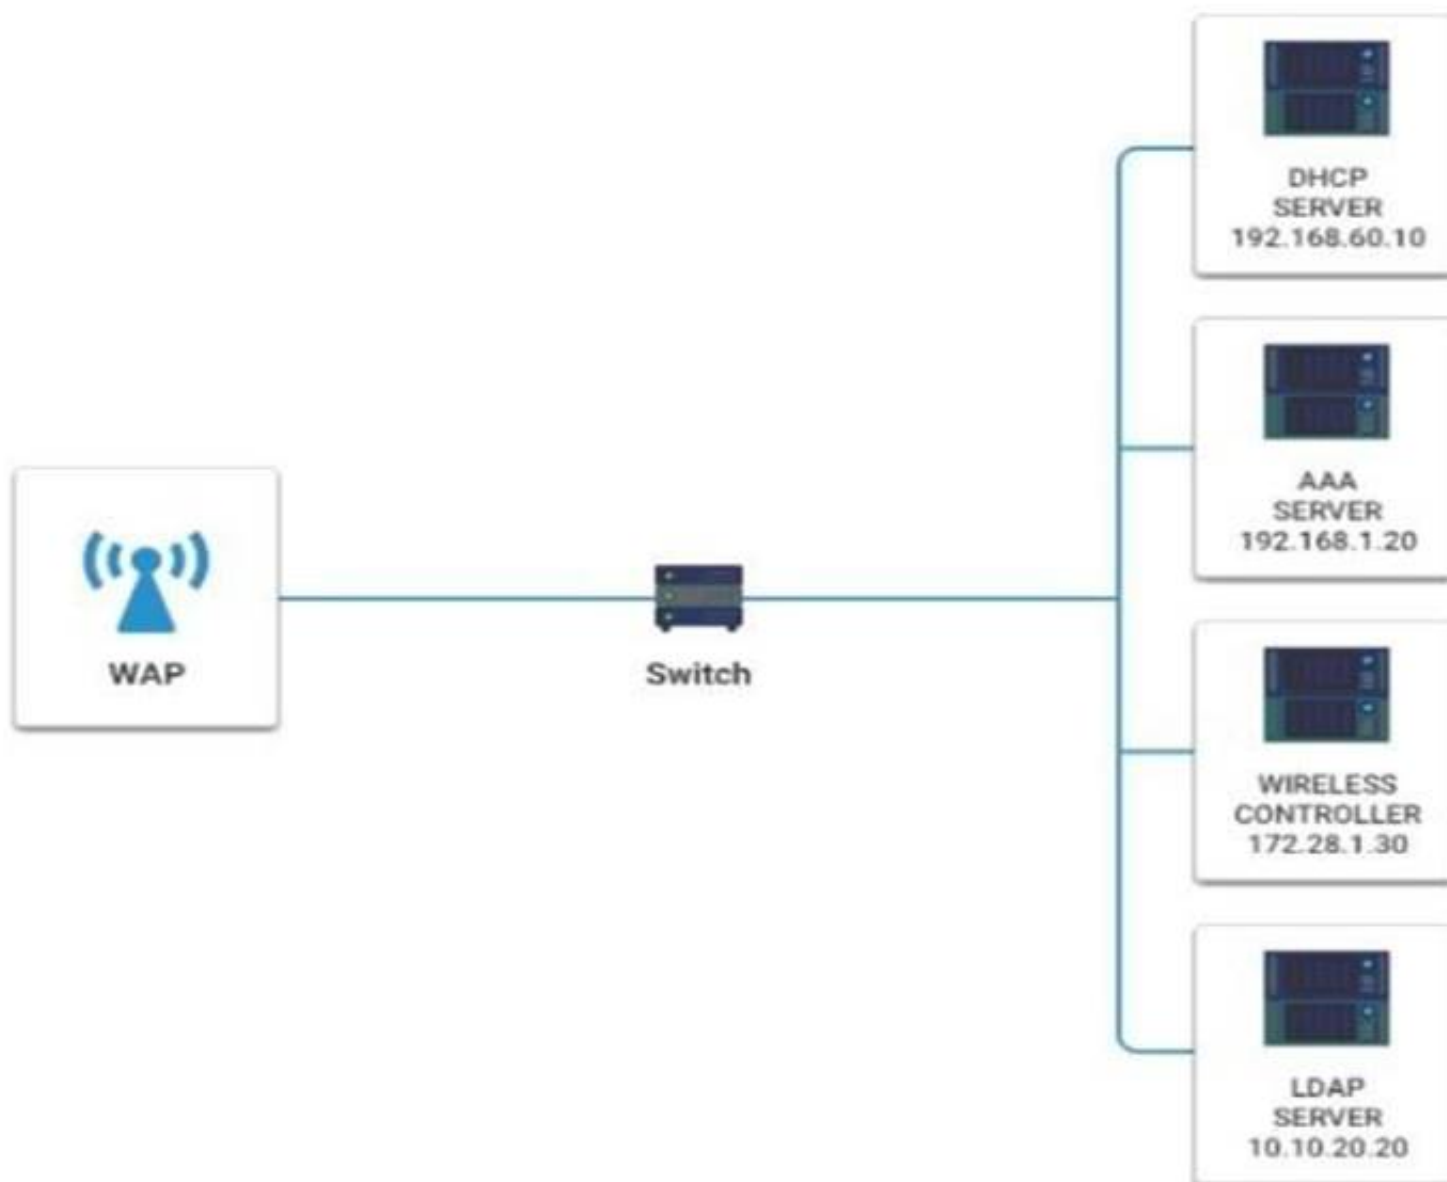 DHCP
SERVER
192.168.60.10
AAA
SERVER
192.168.1.20
WAP
Switch
WIRELESS
CONTROLLER
172.28.1.30
LDAP
SERVER
10.10.20.20